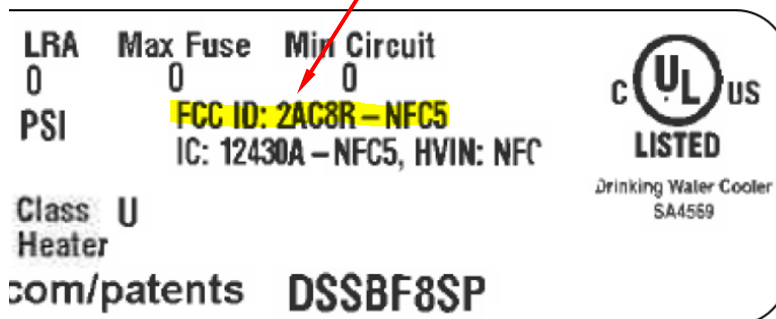 LRA Max Fuse Min Circuit
0 0 0
PSI FCC ID: 2AC8R – NFC5
IC: 12430A – NFC5, HVIN: NFC
C UL US
LISTED
Drinking Water Cooler
SA4569
Class U
Heater
com/patents DSSBF8SP